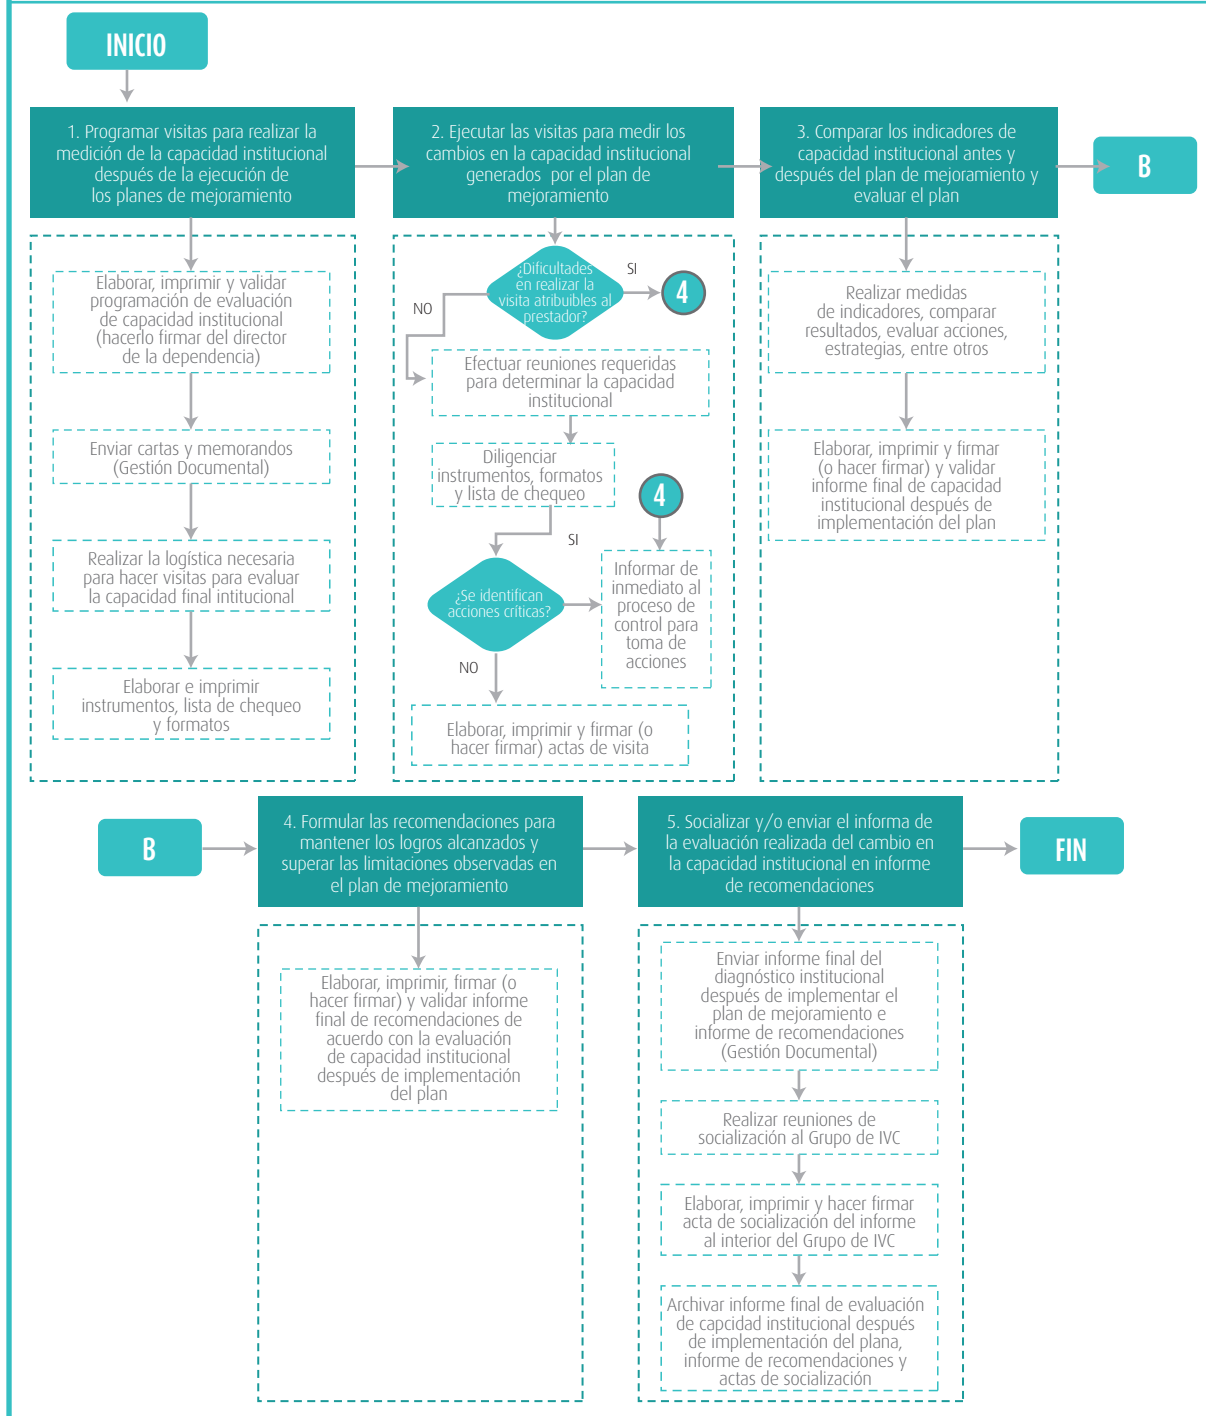 INICIO
1. Programar visitas para realizar la
medición de la capacidad institucional
después de la ejecución de
los planes de mejoramiento
2. Ejecutar las visitas para medir los
cambios en la capacidad institucional
generados por el plan de
mejoramiento
3. Comparar los indicadores de
capacidad institucional antes y
después del plan de mejoramiento y
evaluar el plan
B
Elaborar, imprimir y validar
programación de evaluación
de capacidad institucional
(hacerlo firmar del director
de la dependencia)
Enviar cartas y memorandos
(Gestión Documental)
Realizar la logística necesaria
para hacer visitas para evaluar
la capacidad final intitucional
Elaborar e imprimir
instrumentos, lista de chequeo
y formatos
¿Dificultades
en realizar la
visita atribuibles al
prestador?
SI
4
NO
Efectuar reuniones requeridas
para determinar la capacidad
institucional
Diligenciar
instrumentos, formatos
y lista de chequeo
4
SI
¿Se identifican
acciones críticas?
Informar de
inmediato al
proceso de
control para
toma de
acciones
NO
Elaborar, imprimir y firmar (o
hacer firmar) actas de visita
Realizar medidas
de indicadores, comparar
resultados, evaluar acciones,
estrategias, entre otros
Elaborar, imprimir y firmar
(o hacer firmar) y validar
informe final de capacidad
institucional después de
implementación del plan
B
4. Formular las recomendaciones para
mantener los logros alcanzados y
superar las limitaciones observadas en
el plan de mejoramiento
5. Socializar y/o enviar el informa de
la evaluación realizada del cambio en
la capacidad institucional en informe
de recomendaciones
FIN
Elaborar, imprimir, firmar (o
hacer firmar) y validar informe
final de recomendaciones de
acuerdo con la evaluación
de capacidad institucional
después de implementación
del plan
Enviar informe final del
diagnóstico institucional
después de implementar el
plan de mejoramiento e
informe de recomendaciones
(Gestión Documental)
Realizar reuniones de
socialización al Grupo de IVC
Elaborar, imprimir y hacer firmar
acta de socialización del informe
al interior del Grupo de IVC
Archivar informe final de evaluación
de capcidad institucional después
de implementación del plana,
informe de recomendaciones y
actas de socialización